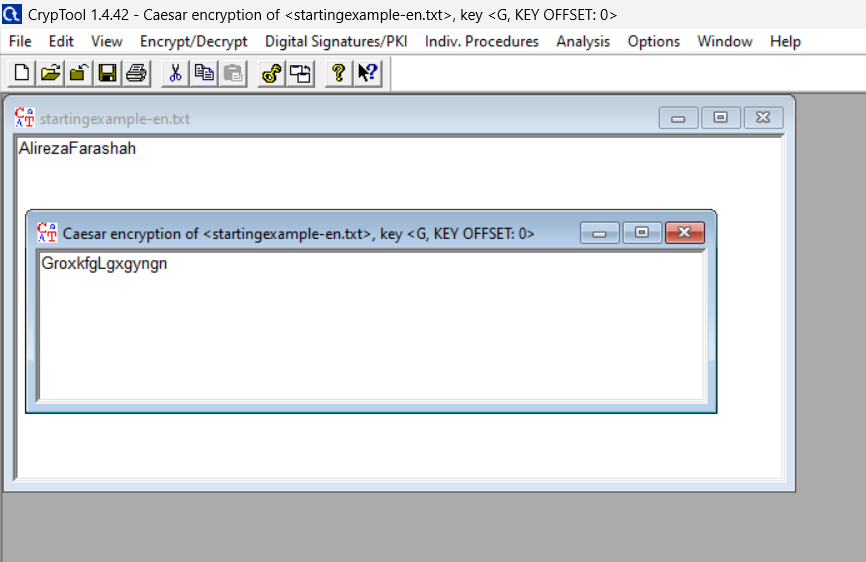 CrypTool 1.4.42 - Caesar encryption of <startingexample-en.txt>, key <G, KEY OFFSET: 0>
File Edit View Encrypt/Decrypt Digital Signatures/PKI Indiv. Procedures Analysis Options Window Help
startingexample-en.txt
AlirezaFarashah
Caesar encryption of <startingexample-en.txt>, key <G, KEY OFFSET: 0>
GroxkfgLgxgyngn